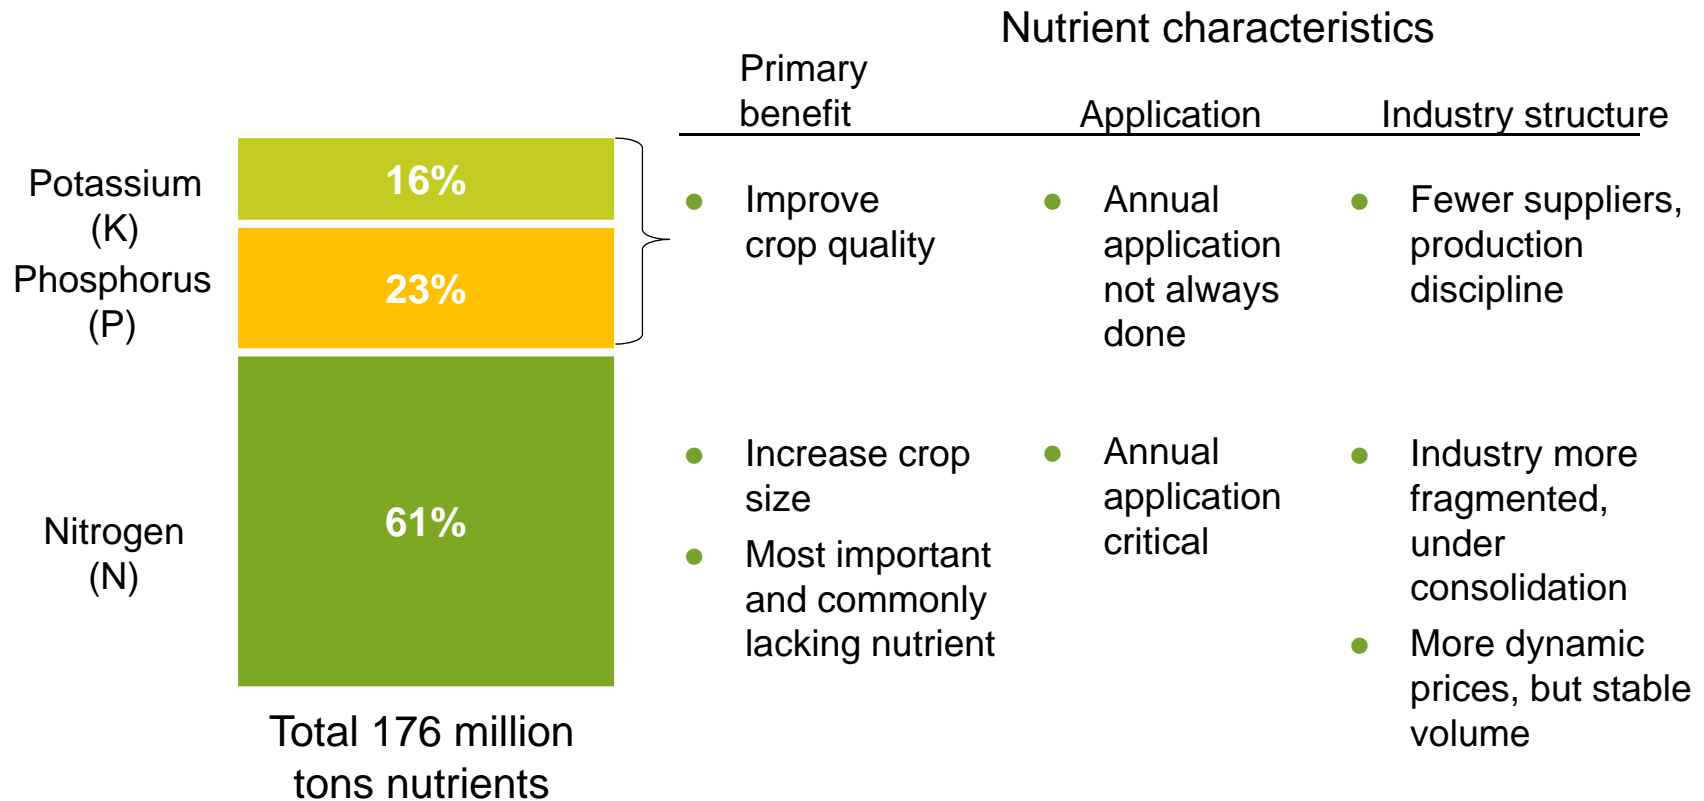 Nutrient characteristics
Primary
benefit
Application
Industry structure
Potassium
(K)
16%
Phosphorus
(P)
23%
Improve
crop quality
Annual
application
not always
done
Fewer suppliers,
production
discipline
Nitrogen
(N)
61%
Increase crop
size
Most important
and commonly
lacking nutrient
Annual
application
critical
Industry more
fragmented,
under
consolidation
More dynamic
prices, but stable
volume
Total 176 million
tons nutrients